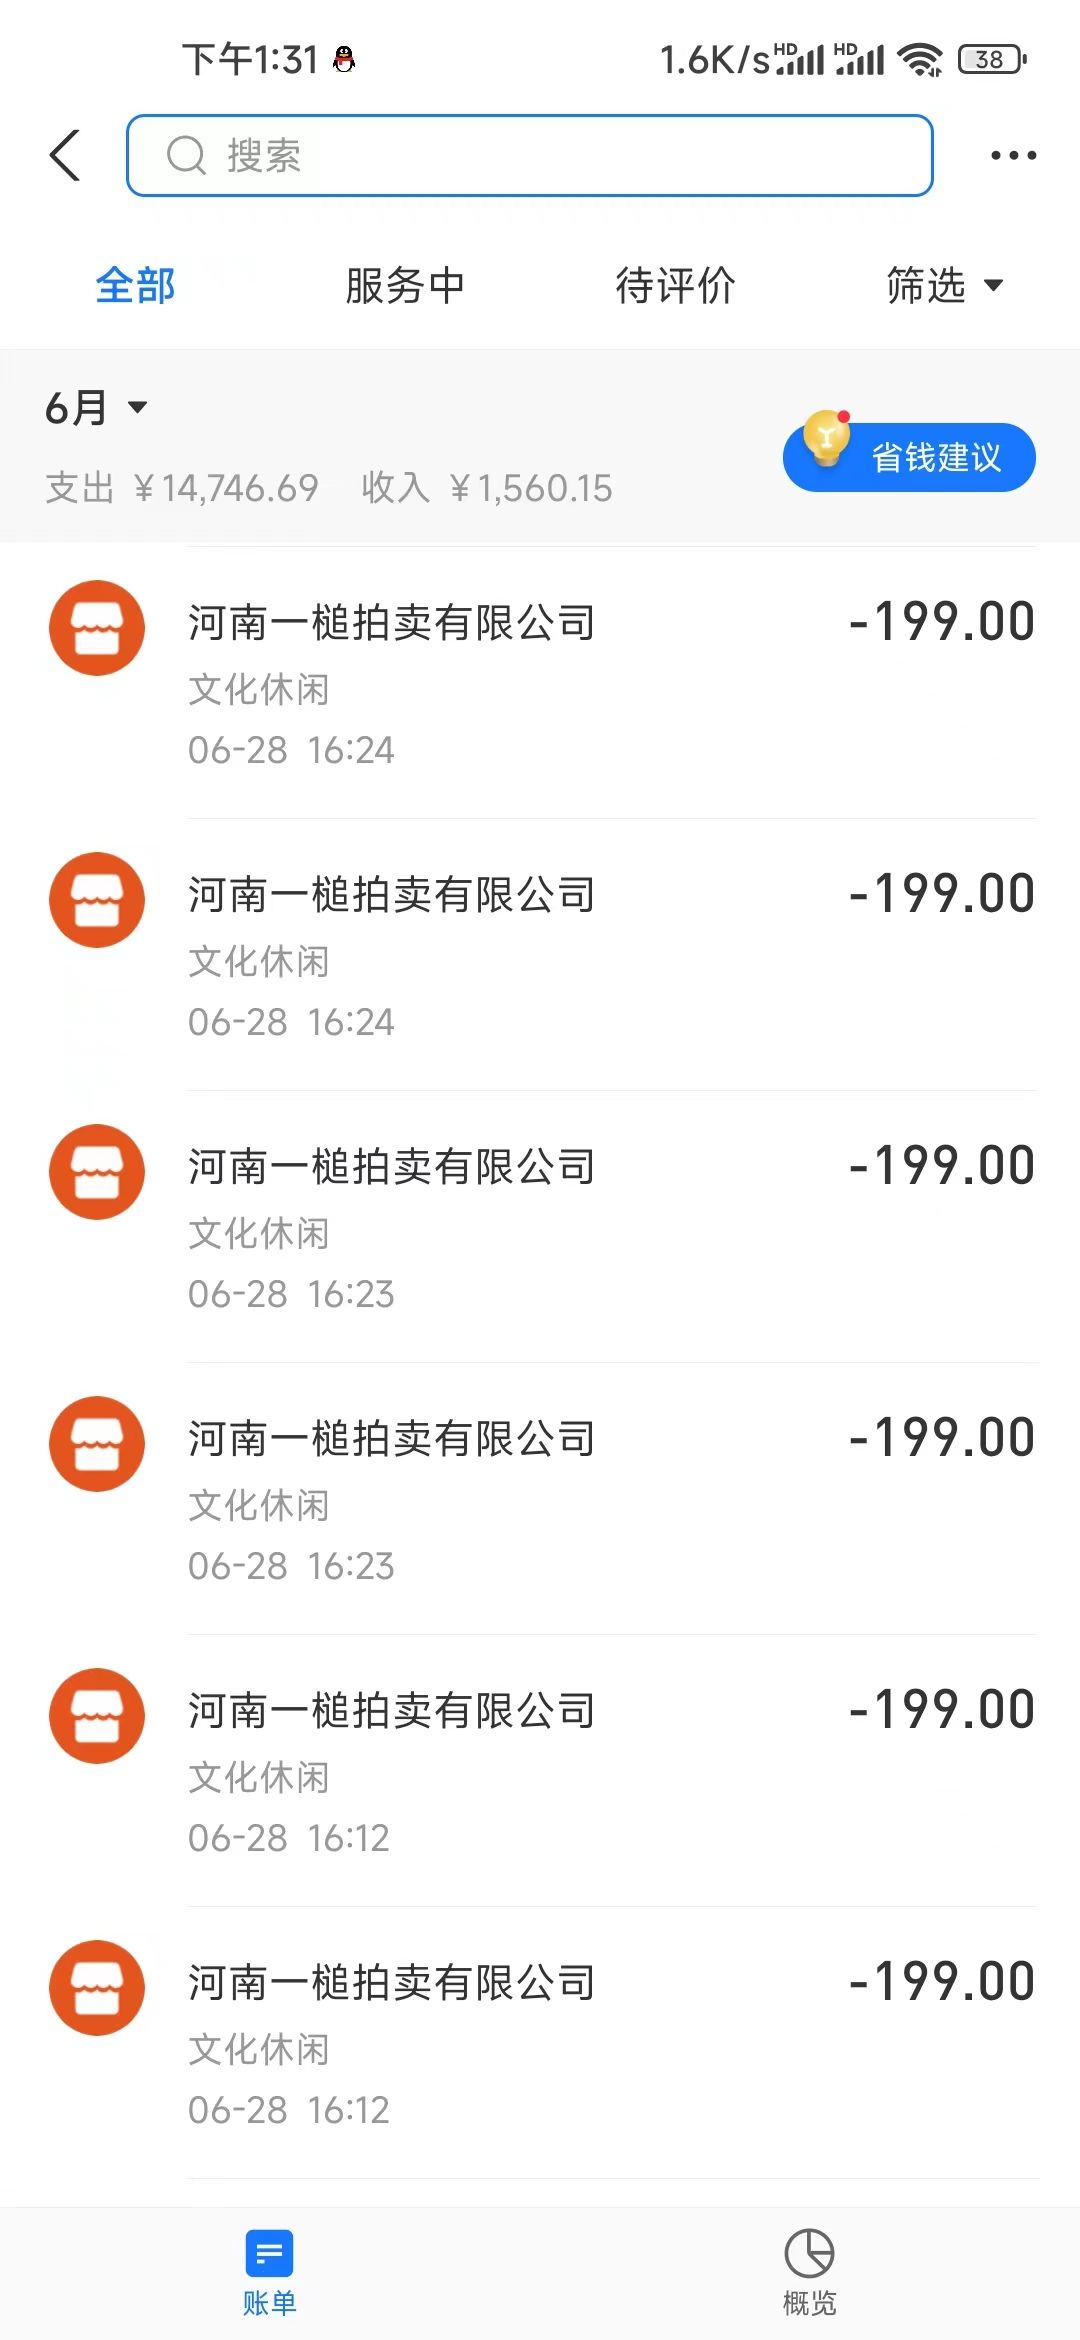 下午1:31 1.6K/s HD HD 38
搜索
全部 服务中 待评价 筛选
6月
支出 ¥14,746.69 收入 ¥1,560.15 省钱建议
河南一槌拍卖有限公司 -199.00
文化休闲
06-28 16:24
河南一槌拍卖有限公司 -199.00
文化休闲
06-28 16:24
河南一槌拍卖有限公司 -199.00
文化休闲
06-28 16:23
河南一槌拍卖有限公司 -199.00
文化休闲
06-28 16:23
河南一槌拍卖有限公司 -199.00
文化休闲
06-28 16:12
河南一槌拍卖有限公司 -199.00
文化休闲
06-28 16:12
账单 概览